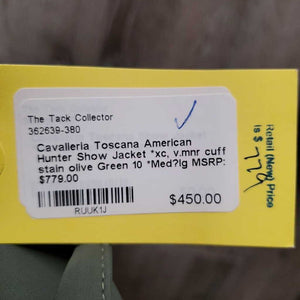 The Tack Collector
362639-380
Cavalleria Toscana American
Hunter Show Jacket *xc, v.mnr cuff
stain olive Green 10 *Med?lg MSRP:
$779.00
$450.00
RUUK1J
Retail (New) Price
is $ 779